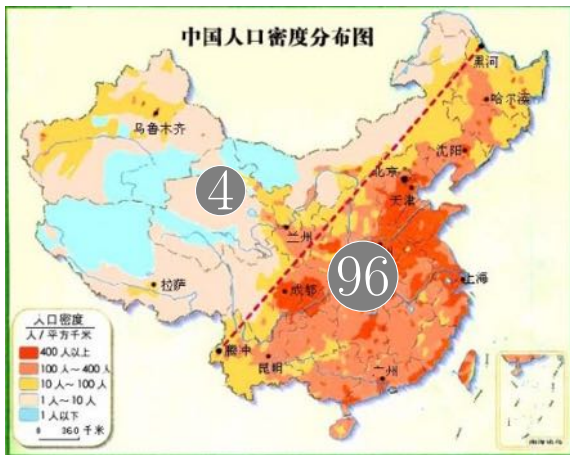 中国人口密度分布图
黑河
哈尔滨
乌鲁木齐
沈阳
北京
天津
4
兰州
96
上海
拉萨
成都
腾冲
昆明
广州
人口密度
人/平方千米
400人以上
100人～400人
10人～100人
1人～10人
1人以下
0 360 千米
南海诸岛